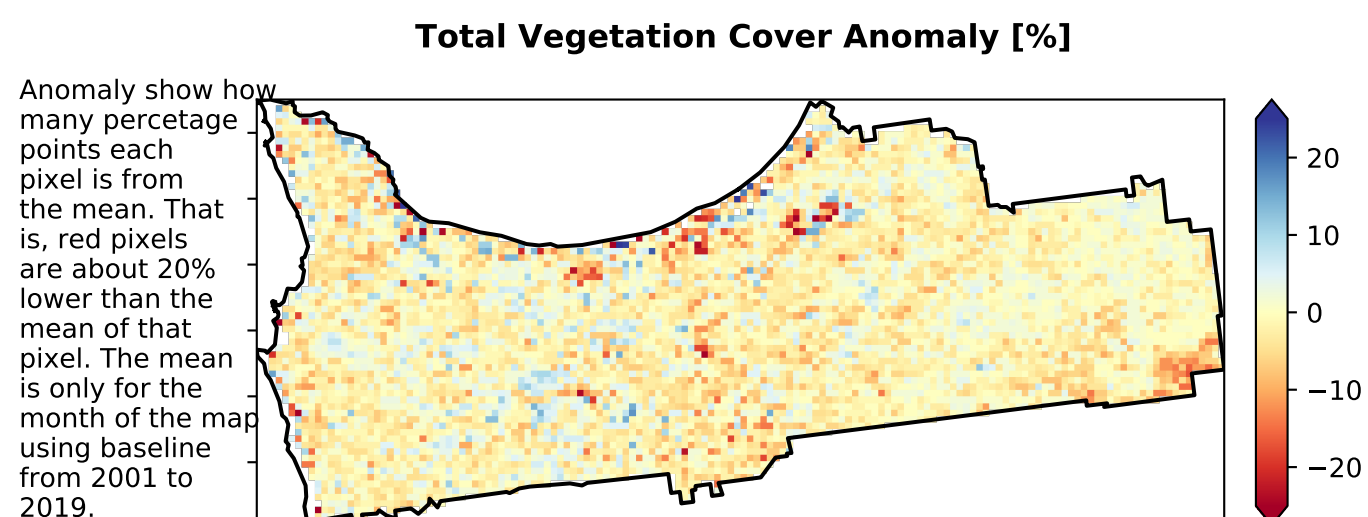 Total Vegetation Cover Anomaly [%]
Anomaly show how
many percetage
points each
pixel is from
the mean. That
is, red pixels
are about 20%
lower than the
mean of that
pixel. The mean
is only for the
month of the map
using baseline
from 2001 to
2019.
20
10
0
−10
−20